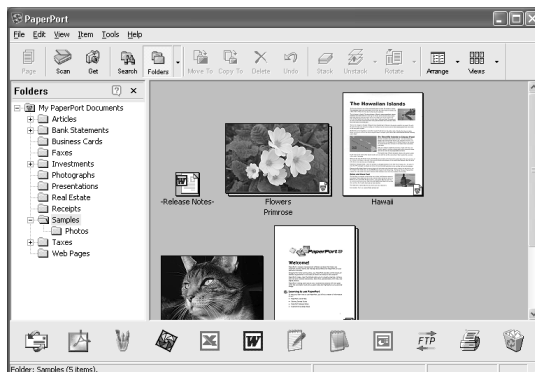 PaperPort
File Edit View Item Tools Help
Page Scan Get Search Folders Move To Copy To Delete Undo Stack Unstack Rotate Arrange Views
Folders
My PaperPort Documents
Articles
Bank Statements
Business Cards
Faxes
Investments
Photographs
Presentations
Real Estate
Receipts
Samples
Photos
Taxes
Web Pages
The Hawaiian Islands
-Release Notes-
Flowers
Primrose
Hawaii
PaperPort
Welcome!
FTP
Folder: Samples (5 items).